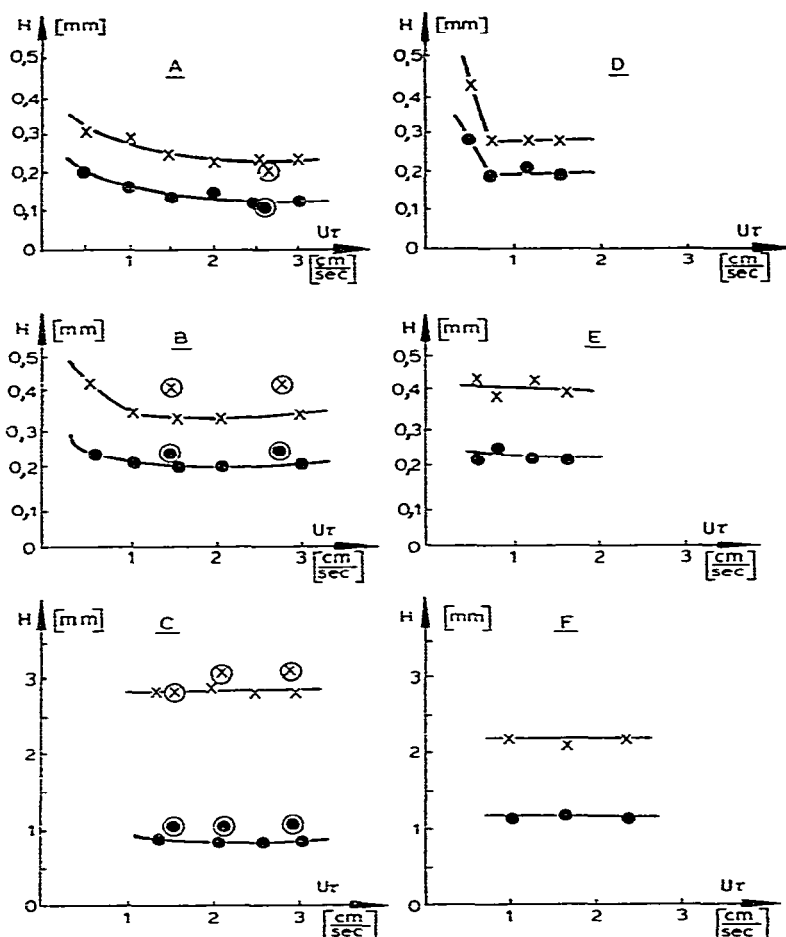 H [mm]
A
0,5
0,4
0,3
0,2
0,1
0
1 2 3
Uτ
[cm/sec]
H [mm]
D
0,5
0,4
0,3
0,2
0,1
0
1 2 3
Uτ
[cm/sec]
H [mm]
B
0,5
0,4
0,3
0,2
0,1
0
1 2 3
Uτ
[cm/sec]
H [mm]
E
0,5
0,4
0,3
0,2
0,1
0
1 2 3
Uτ
[cm/sec]
H [mm]
C
3
2
1
0
1 2 3
Uτ
[cm/sec]
H [mm]
F
3
2
1
0
1 2 3
Uτ
[cm/sec]